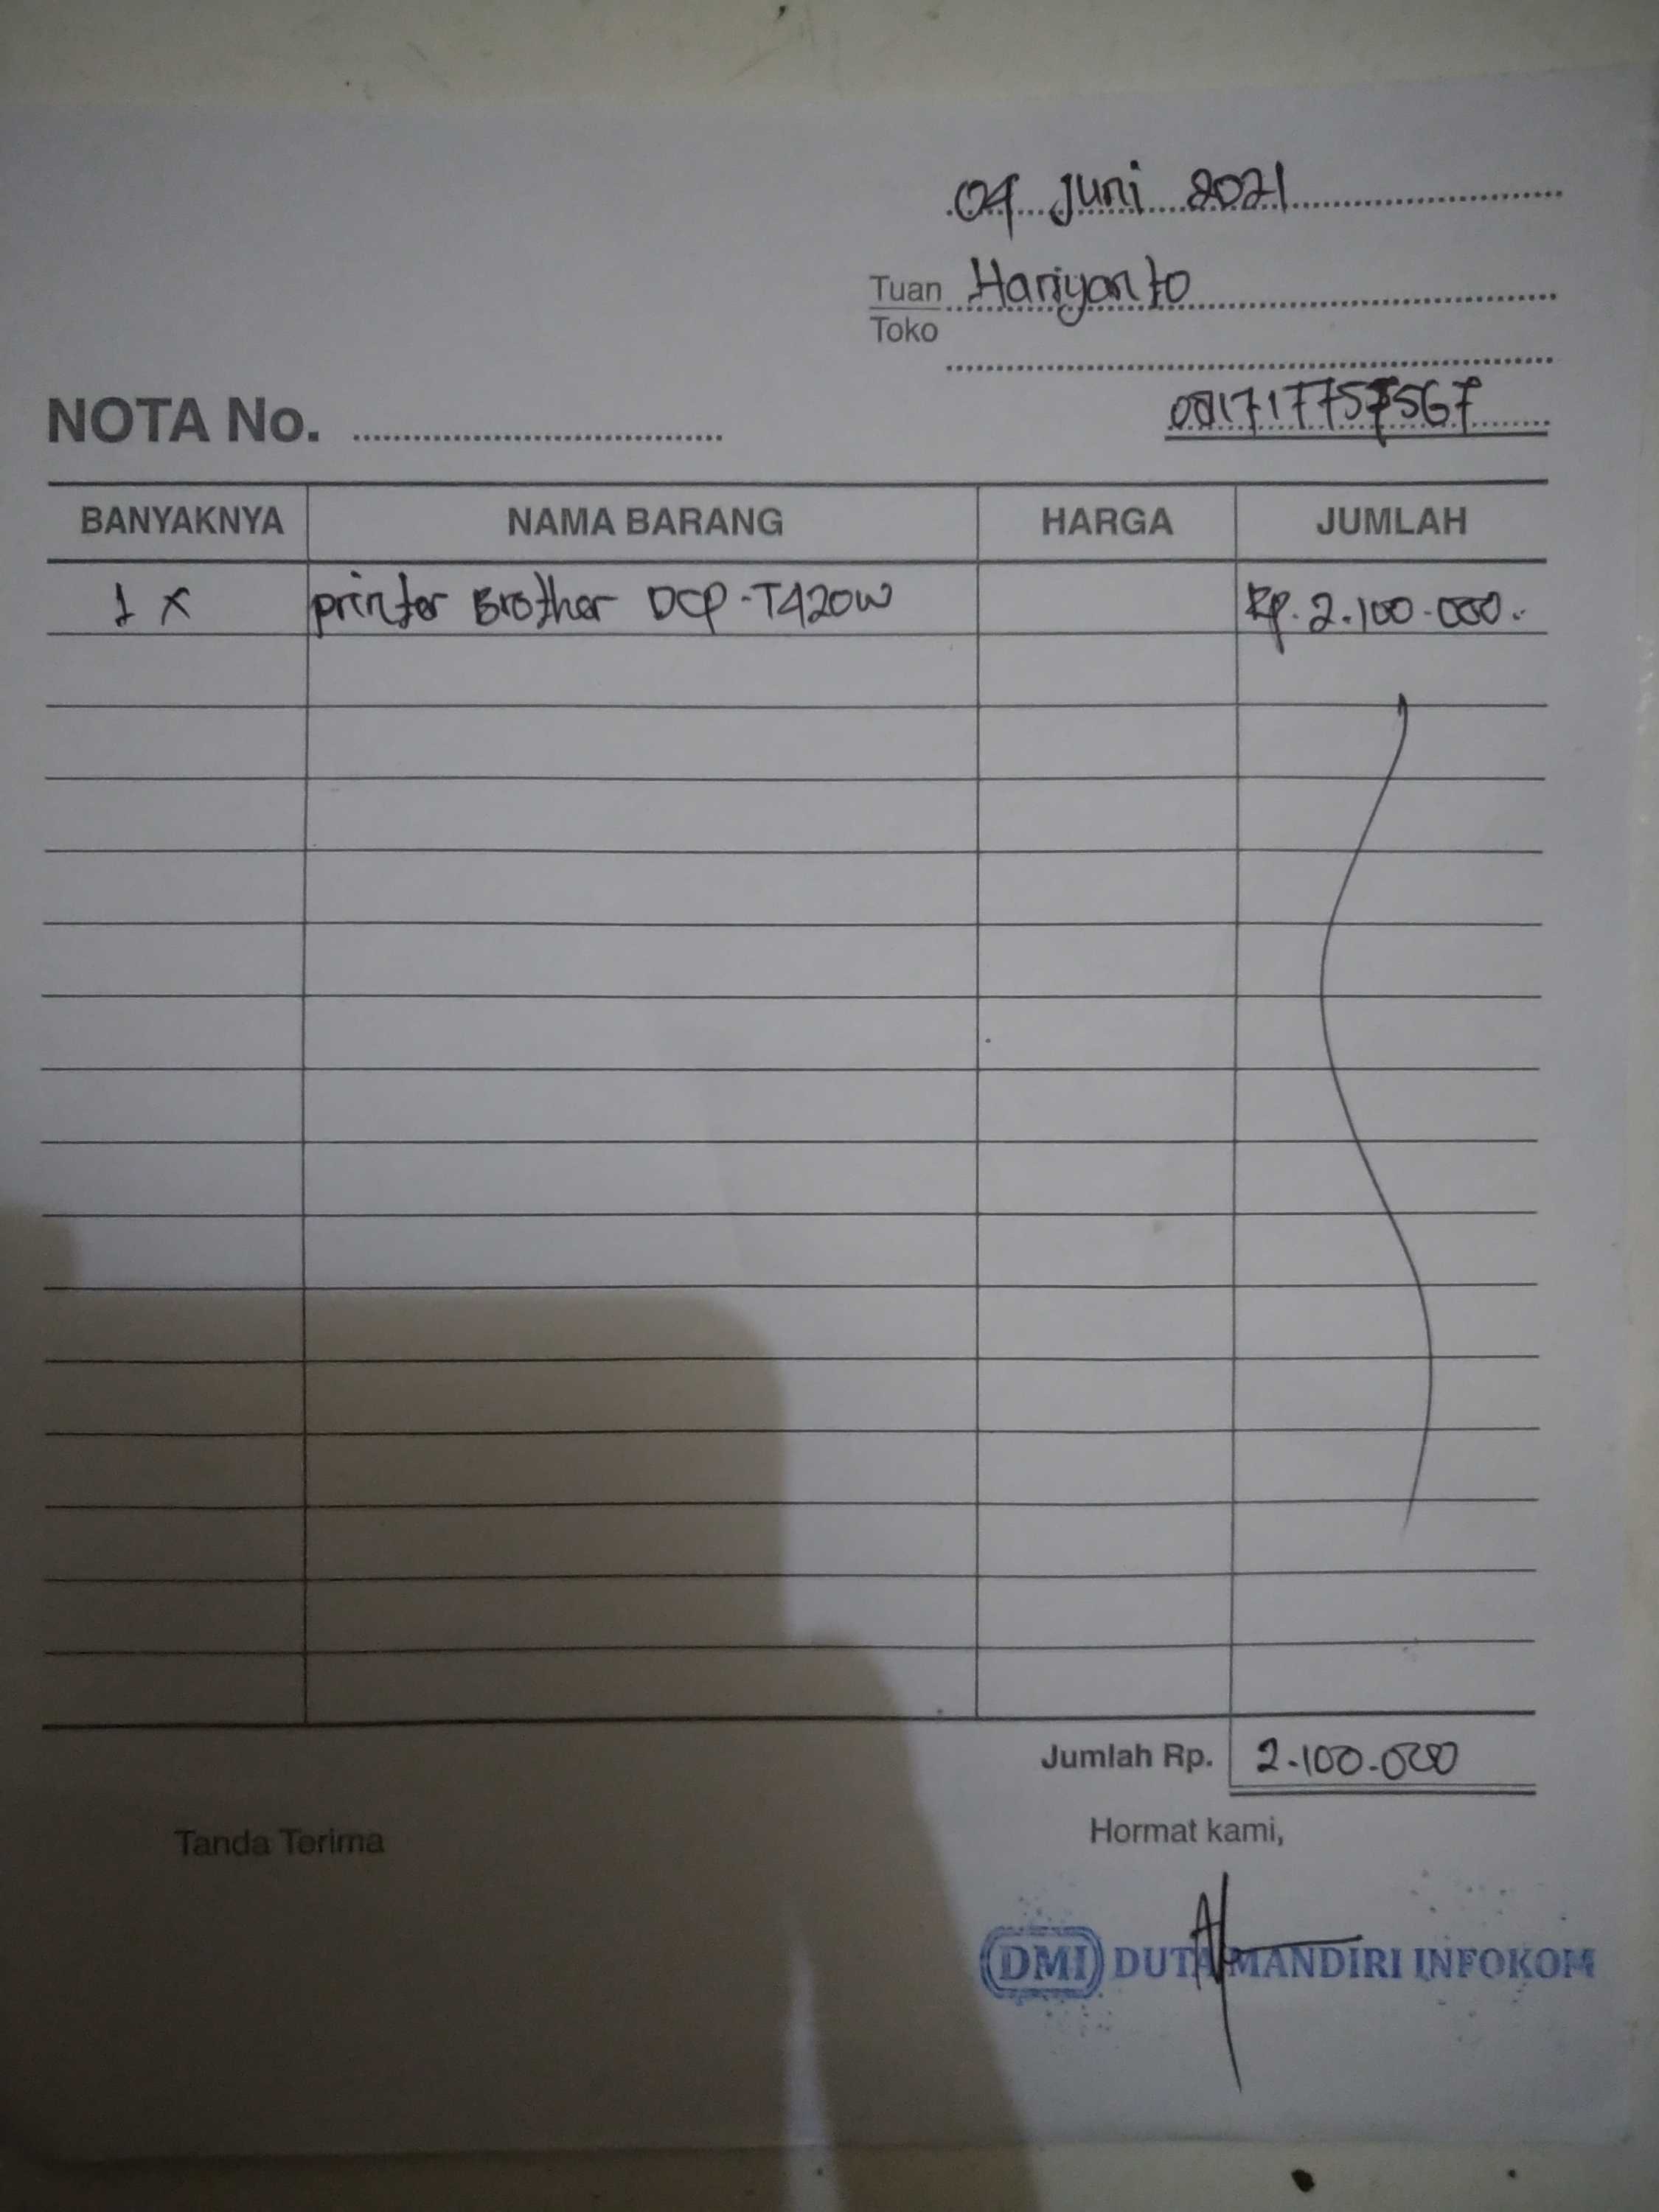 04 Juni 2021
Tuan Hariyanto
Toko
NOTA No.
BANYAKNYA NAMA BARANG HARGA JUMLAH
1 x printer Brother DCP-T420W Rp. 2.100.000.
Jumlah Rp. 2.100.000
Tanda Terima Hormat kami,
DMI DUTA MANDIRI INFOKOM